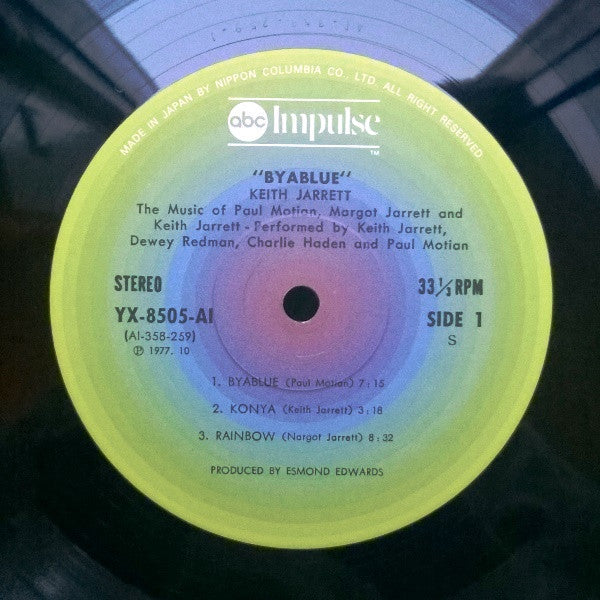 MADE IN JAPAN BY NIPPON COLUMBIA CO., LTD. ALL RIGHT RESERVED
abc Impulse
TM
"BYABLUE"
KEITH JARRETT
The Music of Paul Motian, Margot Jarrett and
Keith Jarrett - Performed by Keith Jarrett,
Dewey Redman, Charlie Haden and Paul Motian
STEREO 33 1/3 RPM
YX-8505-AI SIDE 1
(AI-358-259) S
Ⓟ 1977. 10
1. BYABLUE (Paul Motian) 7:15
2. KONYA (Keith Jarrett) 3:18
3. RAINBOW (Nargot Jarrett) 8:32
PRODUCED BY ESMOND EDWARDS